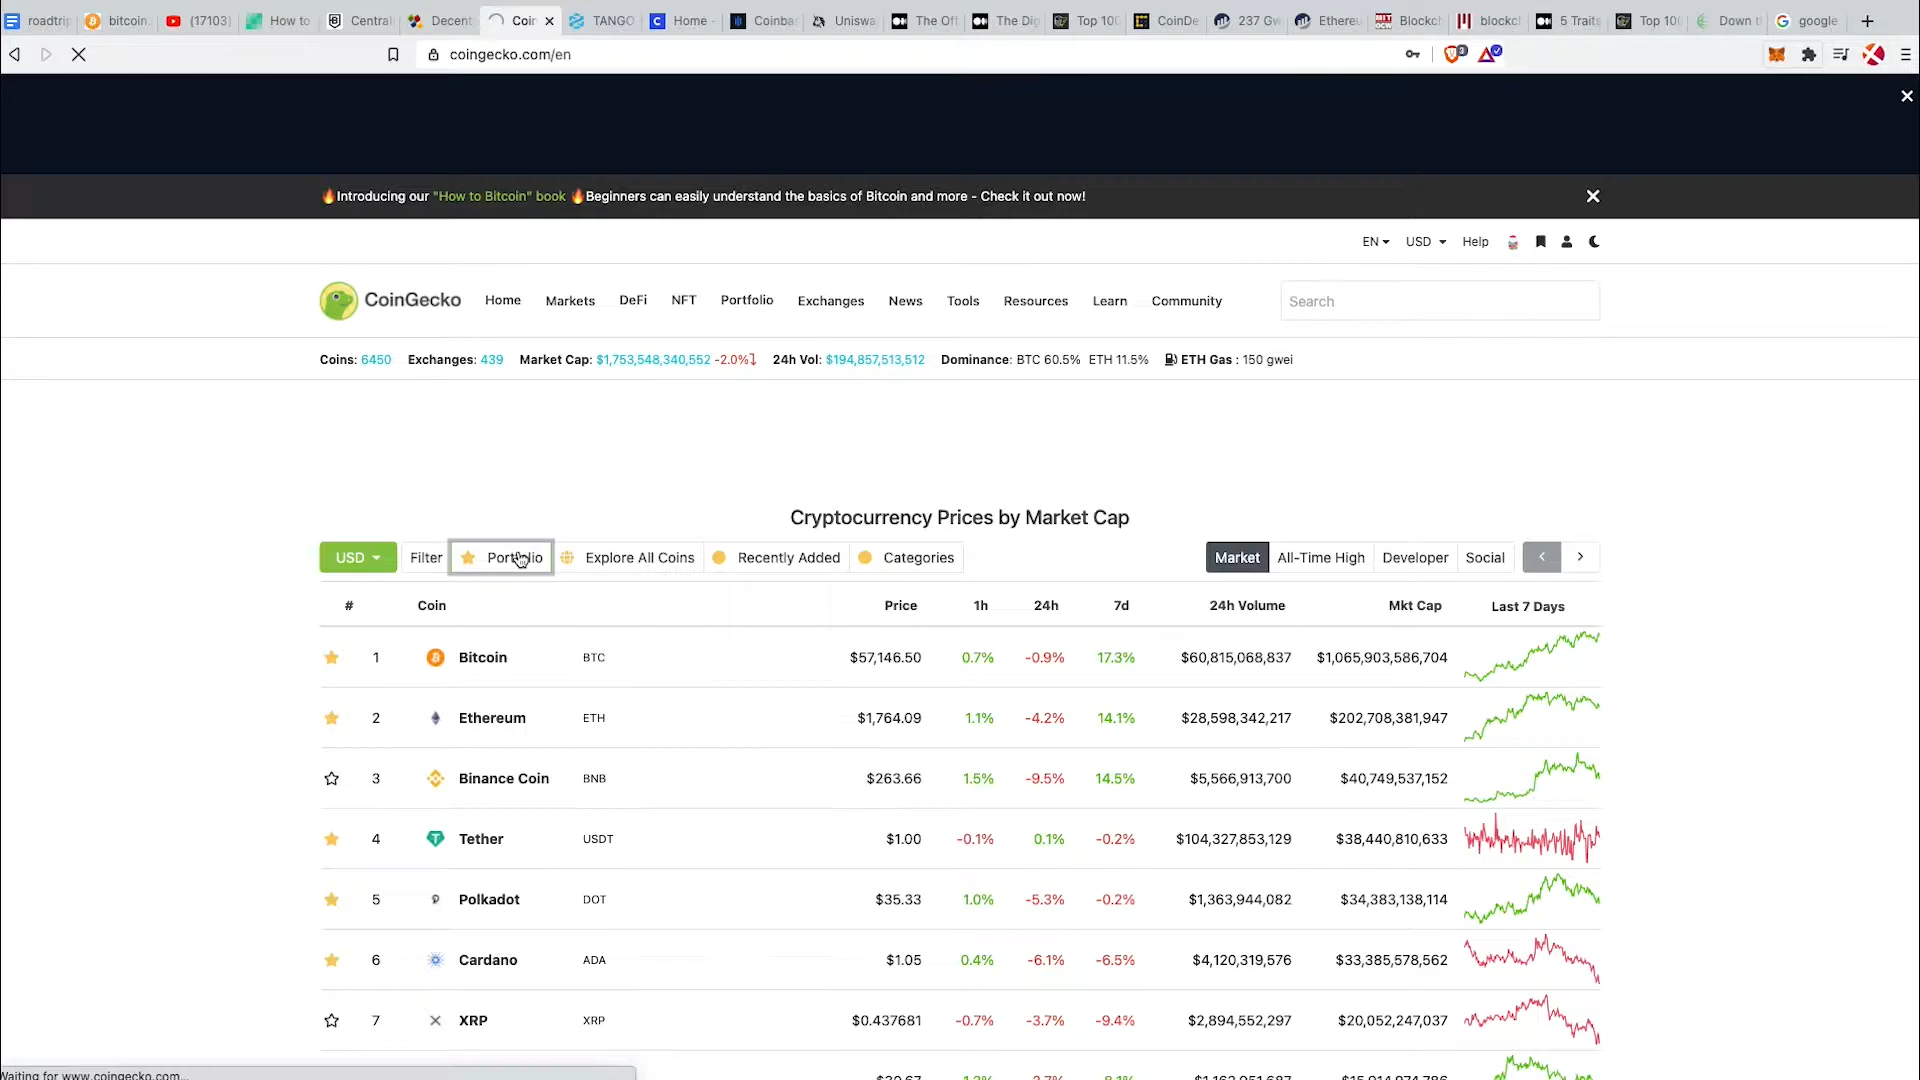 roadtrip bitcoin. (17103) How to Central Decent Coin TANGO Home - Coinba Uniswa The Off The Dig Top 100 CoinDe 237 Gw Ethereu Blockch blockch 5 Traits Top 100 Down t google
coingecko.com/en
🔥Introducing our "How to Bitcoin" book 🔥Beginners can easily understand the basics of Bitcoin and more - Check it out now!
EN USD Help
CoinGecko Home Markets DeFi NFT Portfolio Exchanges News Tools Resources Learn Community Search
Coins: 6450 Exchanges: 439 Market Cap: $1,753,548,340,552 -2.0% 24h Vol: $194,857,513,512 Dominance: BTC 60.5% ETH 11.5% ETH Gas : 150 gwei
Cryptocurrency Prices by Market Cap
USD Filter Portfolio Explore All Coins Recently Added Categories Market All-Time High Developer Social < >
# Coin Price 1h 24h 7d 24h Volume Mkt Cap Last 7 Days
1 Bitcoin BTC $57,146.50 0.7% -0.9% 17.3% $60,815,068,837 $1,065,903,586,704
2 Ethereum ETH $1,764.09 1.1% -4.2% 14.1% $28,598,342,217 $202,708,381,947
3 Binance Coin BNB $263.66 1.5% -9.5% 14.5% $5,566,913,700 $40,749,537,152
4 Tether USDT $1.00 -0.1% 0.1% -0.2% $104,327,853,129 $38,440,810,633
5 Polkadot DOT $35.33 1.0% -5.3% -0.2% $1,363,944,082 $34,383,138,114
6 Cardano ADA $1.05 0.4% -6.1% -6.5% $4,120,319,576 $33,385,578,562
7 XRP XRP $0.437681 -0.7% -3.7% -9.4% $2,894,552,297 $20,052,247,037
Waiting for www.coingecko.com...